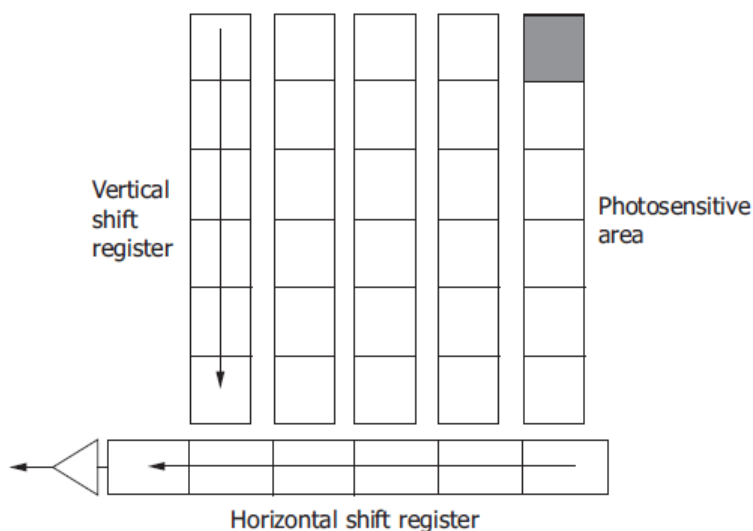 Vertical
shift
register
Photosensitive
area
Horizontal shift register